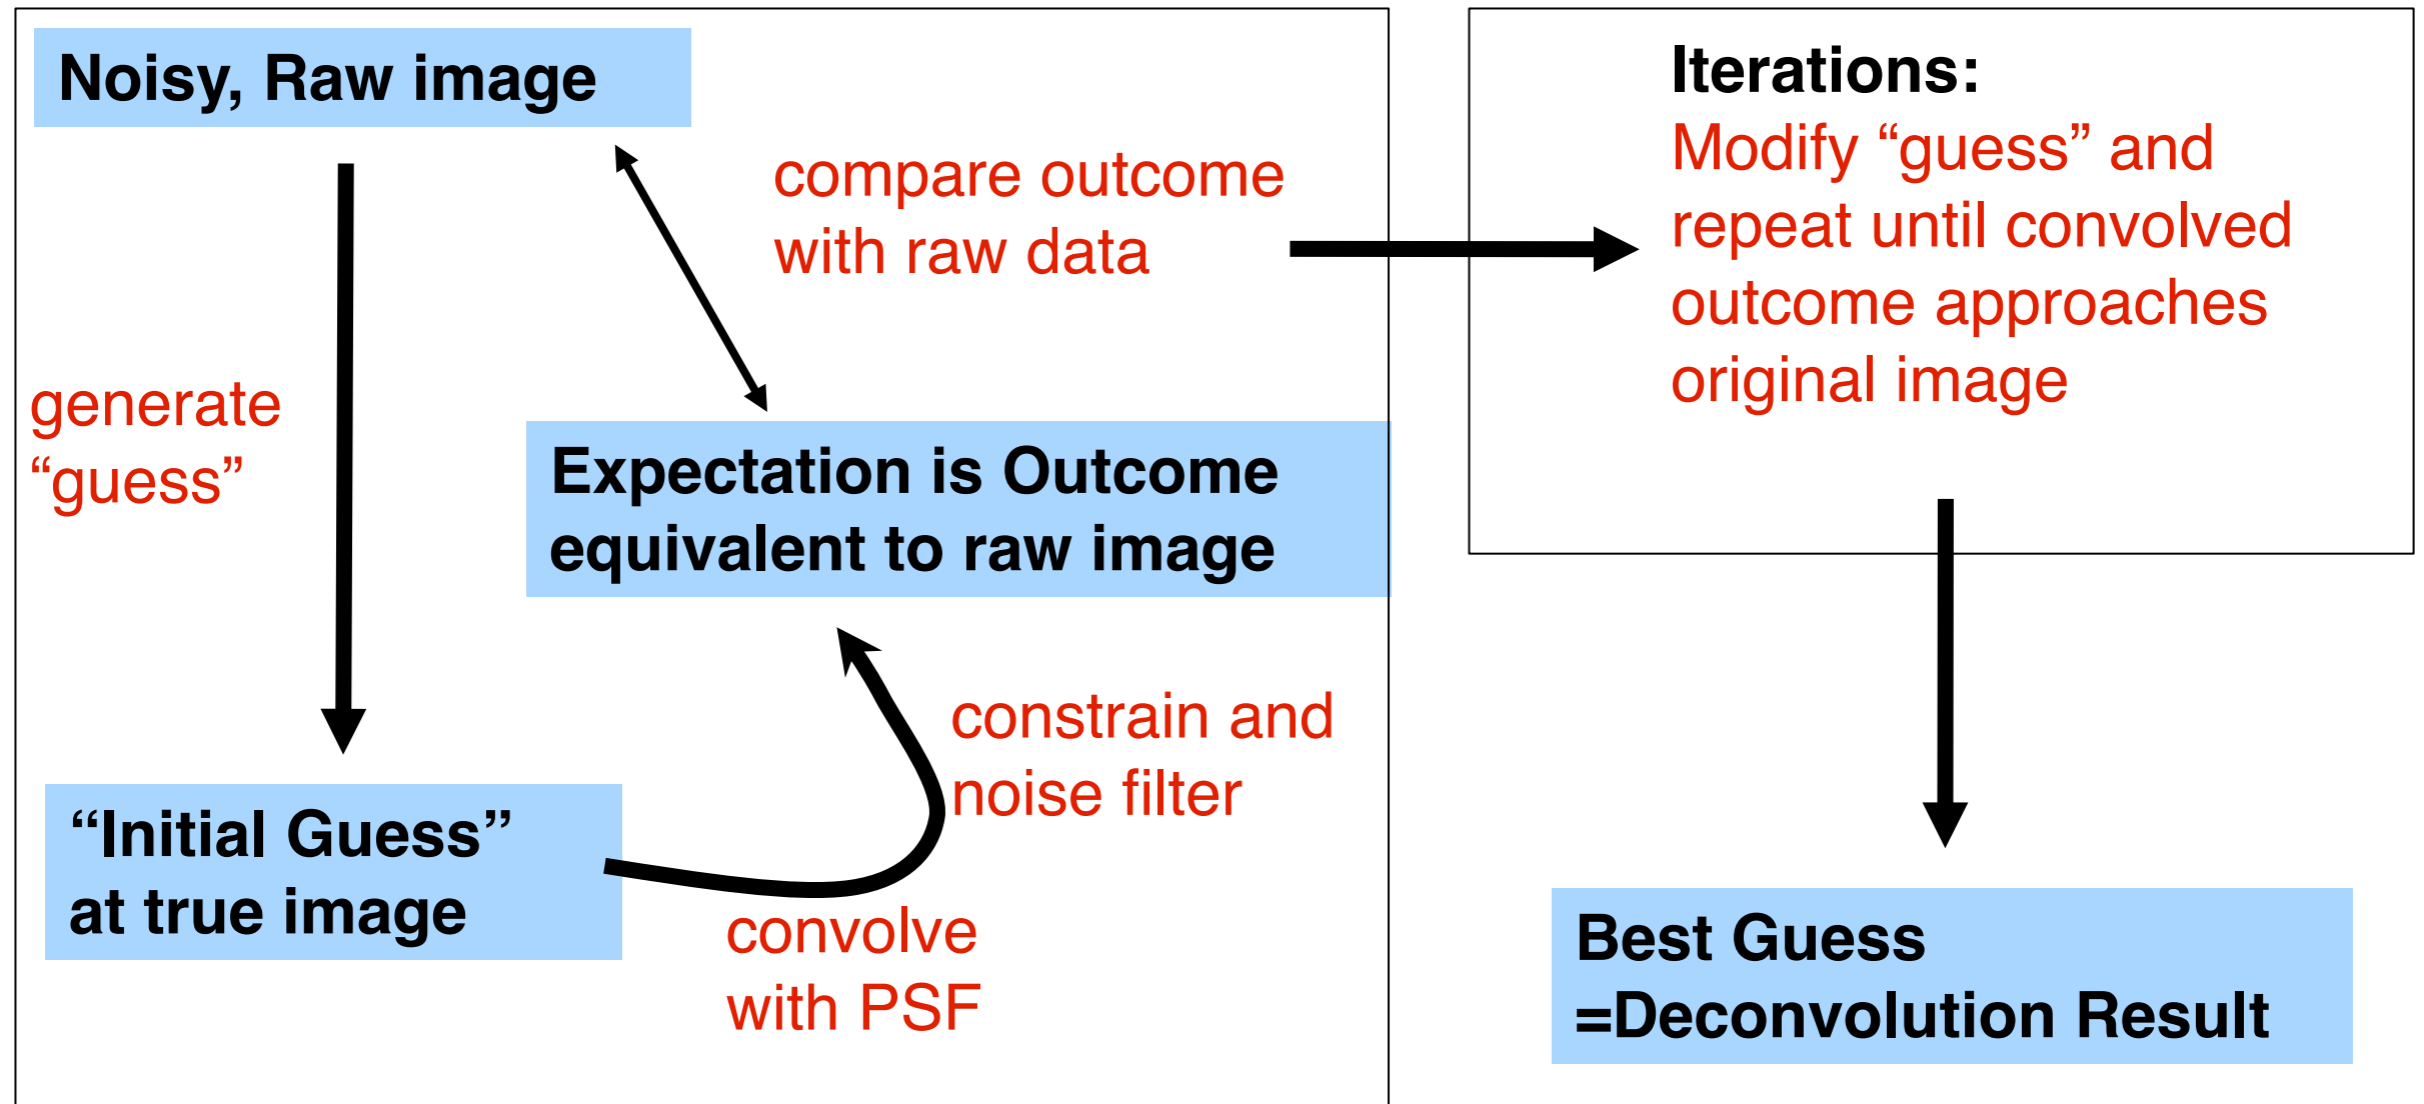 Noisy, Raw image
compare outcome
with raw data
generate
“guess”
Expectation is Outcome
equivalent to raw image
constrain and
noise filter
“Initial Guess”
at true image
convolve
with PSF
Iterations:
Modify “guess” and
repeat until convolved
outcome approaches
original image
Best Guess
=Deconvolution Result